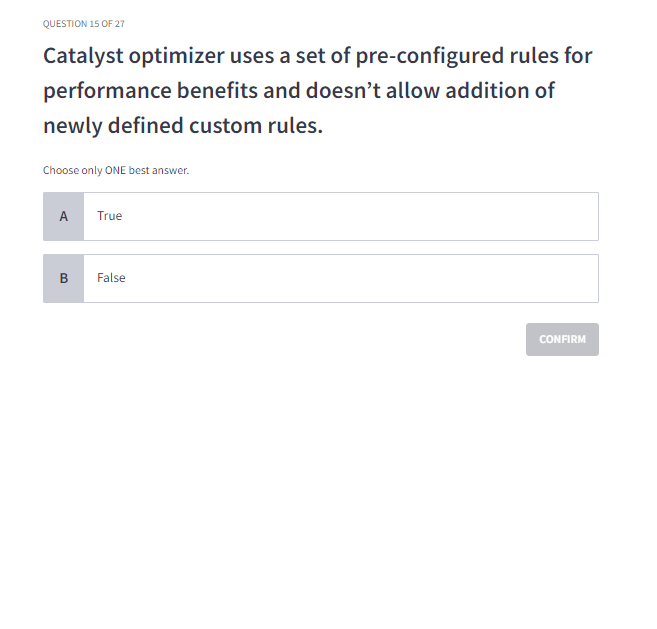 QUESTION 15 OF 27
Catalyst optimizer uses a set of pre-configured rules for
performance benefits and doesn’t allow addition of
newly defined custom rules.
Choose only ONE best answer.
A True
B False
CONFIRM